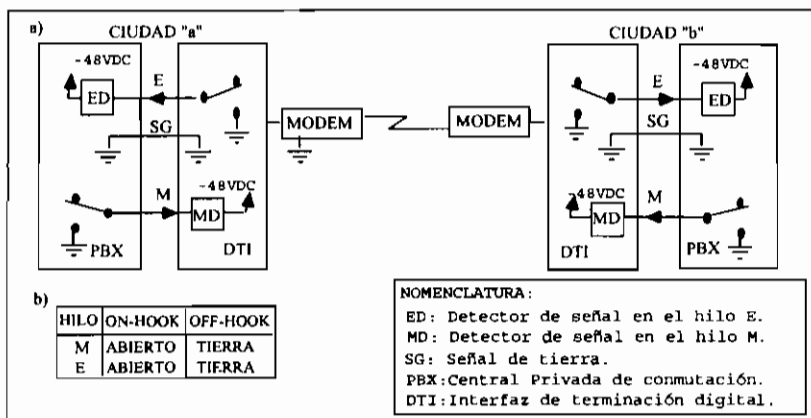 a)
CIUDAD "a"
CIUDAD "b"
-48VDC
ED
E
SG
M
-48VDC
MD
PBX
DTI
MODEM
MODEM
-48VDC
E
ED
SG
-48VDC
M
MD
DTI
PBX
b)
HILO ON-HOOK OFF-HOOK
M ABIERTO TIERRA
E ABIERTO TIERRA
NOMENCLATURA:
ED: Detector de señal en el hilo E.
MD: Detector de señal en el hilo M.
SG: Señal de tierra.
PBX:Central Privada de conmutación.
DTI:Interfaz de terminación digital.